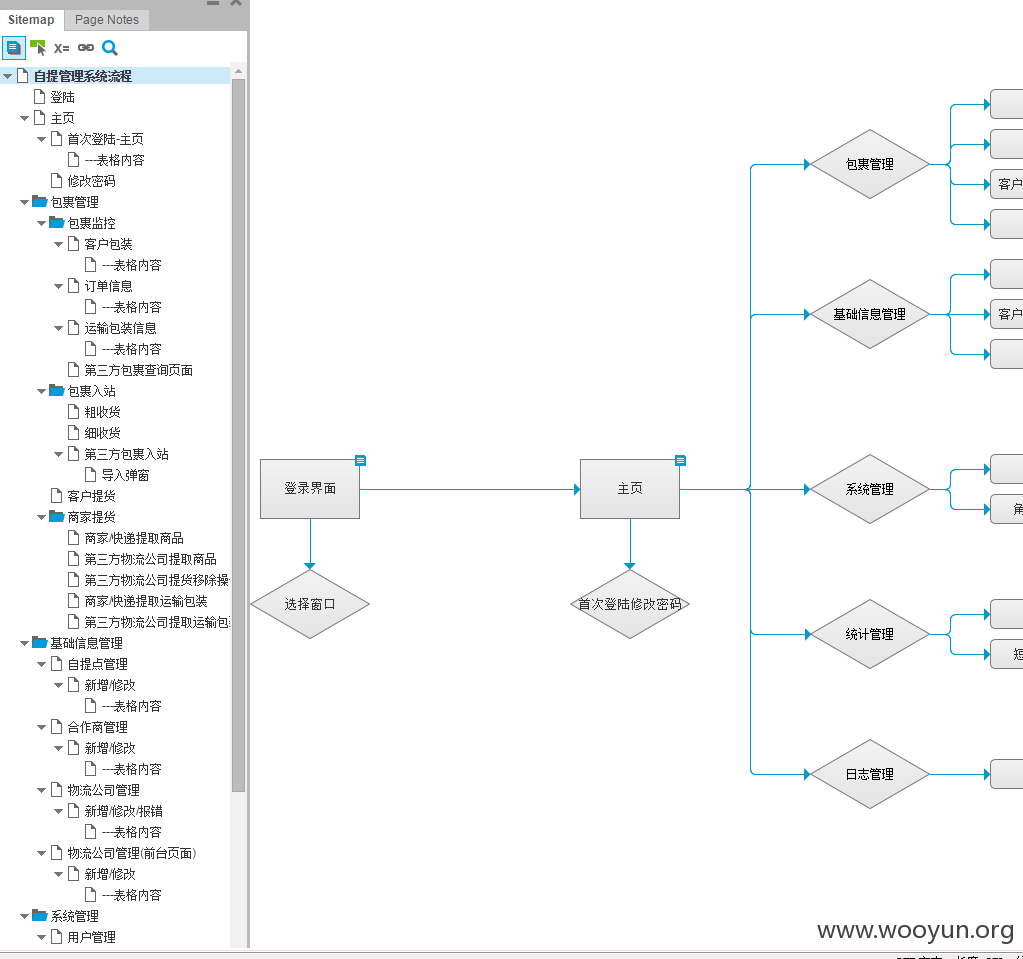 Sitemap
Page Notes
X=
自提管理系统流程
登陆
主页
首次登陆-主页
---表格内容
修改密码
包裹管理
包裹监控
客户包装
---表格内容
订单信息
---表格内容
运输包装信息
---表格内容
第三方包裹查询页面
包裹入站
粗收货
细收货
第三方包裹入站
导入弹窗
客户提货
商家提货
商家/快递提取商品
第三方物流公司提取商品
第三方物流公司提货移除操
商家/快递提取运输包装
第三方物流公司提取运输包
基础信息管理
自提点管理
新增/修改
---表格内容
合作商管理
新增/修改
---表格内容
物流公司管理
新增/修改/报错
---表格内容
物流公司管理(前台页面)
新增/修改
---表格内容
系统管理
用户管理
登录界面
选择窗口
主页
首次登陆修改密码
包裹管理
客户
基础信息管理
客户
系统管理
角
统计管理
短
日志管理
www.wooyun.org